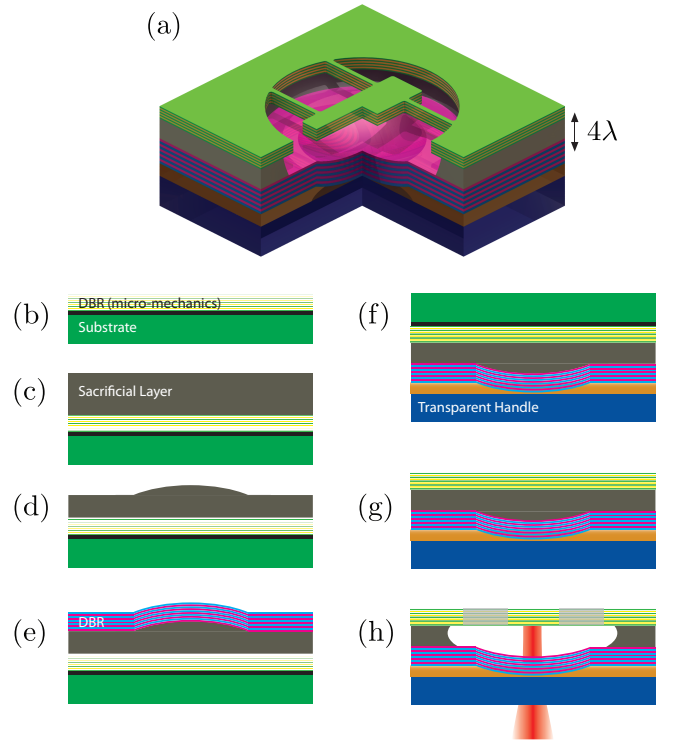 (a)
4λ
(b)
DBR (micro-mechanics)
Substrate
(c)
Sacrificial Layer
(d)
(e)
DBR
(f)
Transparent Handle
(g)
(h)